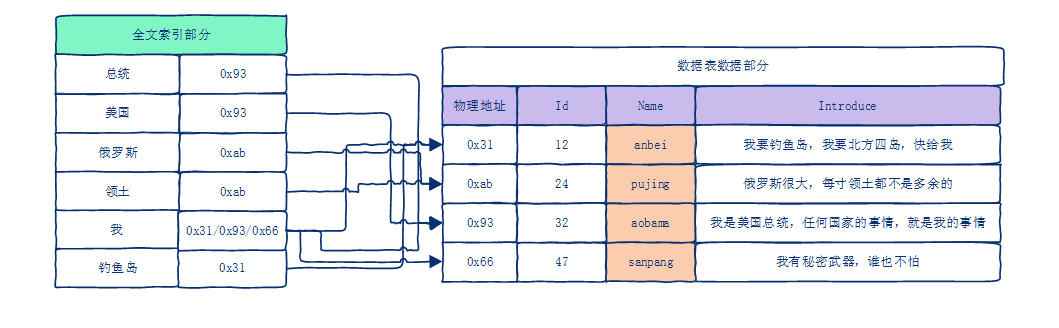 全文索引部分
总统 0x93
美国 0x93
俄罗斯 0xab
领土 0xab
我 0x31/0x93/0x66
钓鱼岛 0x31
数据表数据部分
物理地址 Id Name Introduce
0x31 12 anbei 我要钓鱼岛，我要北方四岛，快给我
0xab 24 pujing 俄罗斯很大，每寸领土都不是多余的
0x93 32 aobama 我是美国总统，任何国家的事情，就是我的事情
0x66 47 sanpang 我有秘密武器，谁也不怕